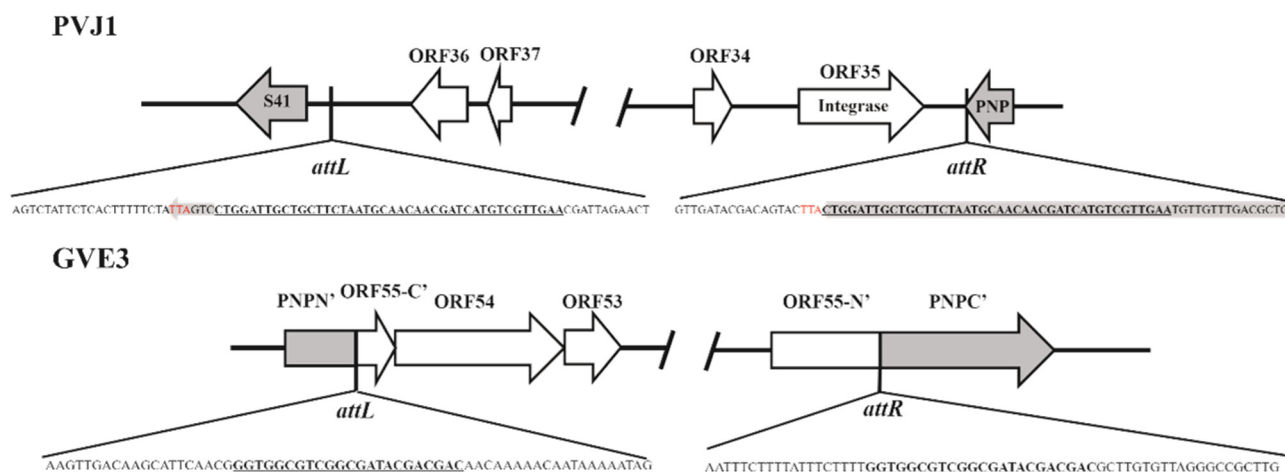 PVJ1
ORF36 ORF37 ORF34 ORF35
S41 Integrase PNP
attL attR
AGTCTATTCTCACTTTTTCTATTAGTCCTGGATTGCTGCTTCTAATGCAACAACGATCATGTCGTTGAACGATTAGAACT GTTGATACGACAGTACTTACTGGATTGCTGCTTCTAATGCAACAACGATCATGTCGTTGAATGTTGTTTGACGCTG
GVE3
PNPN’ ORF55-C’ ORF54 ORF53 ORF55-N’ PNPC’
attL attR
AAGTTGACAAGCATTCAACGGGTGGCGTCGGCGATACGACGACAACAAAAACAATAAAAATAG AATTTCTTTTATTTCTTTTGGTGGCGTCGGCGATACGACGACGCTTGTGTTAGGGCCGCTTG